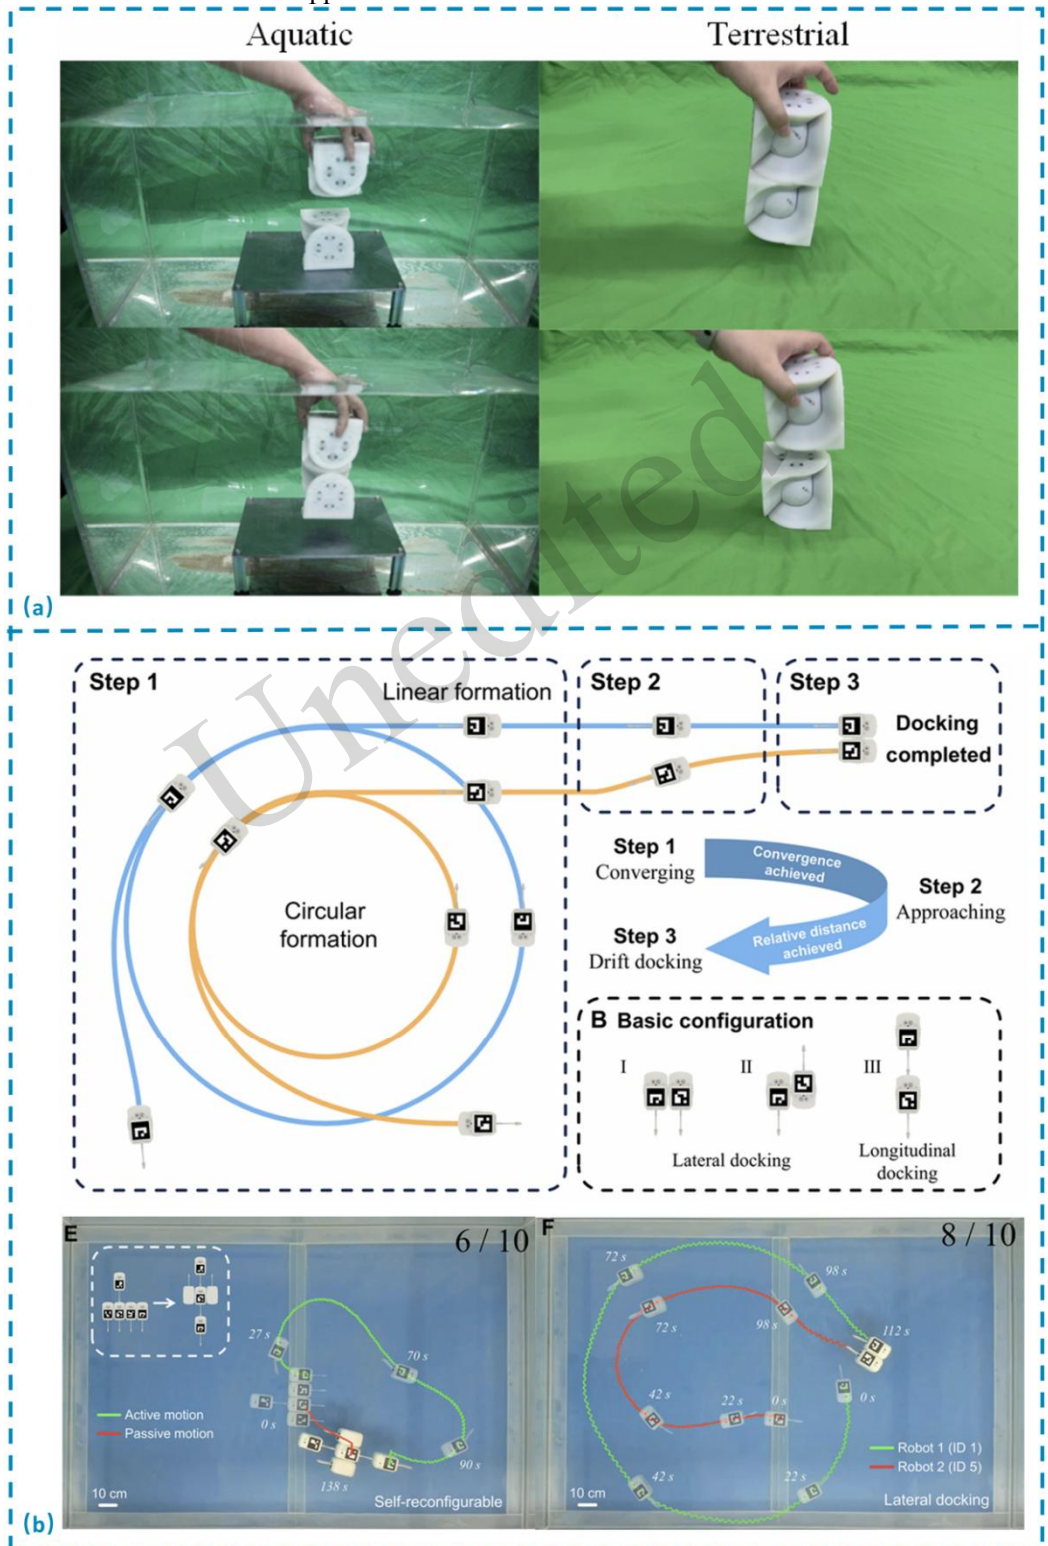 Aquatic
Terrestrial
(a)
Unedited
Step 1
Linear formation
Circular
formation
Step 2
Step 3
Docking
completed
Step 1
Converging
Convergence
achieved
Step 2
Approaching
Relative distance
achieved
Step 3
Drift docking
B Basic configuration
I
II
III
Lateral docking
Longitudinal
docking
E
6 / 10
27 s
70 s
0 s
Active motion
Passive motion
90 s
138 s
10 cm
Self-reconfigurable
F
8 / 10
72 s
98 s
72 s
98 s
112 s
42 s
22 s
0 s
0 s
42 s
22 s
Robot 1 (ID 1)
Robot 2 (ID 5)
10 cm
Lateral docking
(b)